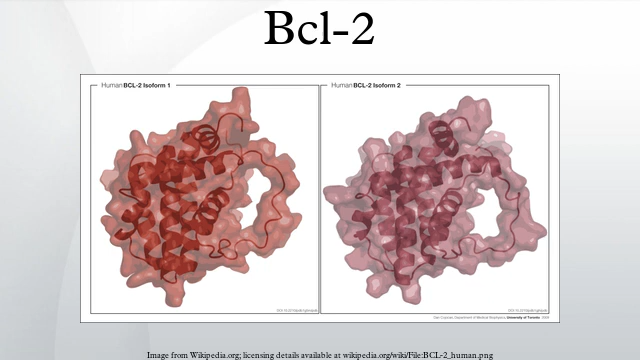 Bcl-2
Human BCL-2 Isoform 1
Human BCL-2 Isoform 2
Image from Wikipedia.org; licensing details available at wikipedia.org/wiki/File:BCL-2_human.png